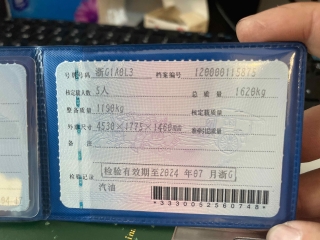 号牌号码 浙G1A0L3 档案编号 120000115875
核定载人数 5人 总质量 1620kg
整备质量 1190kg 核定载质量
外廓尺寸 4530×1775×1460mm 准牵引总质量
备注
检验记录 检验有效期至2024年07月浙G
汽油
*3330052560748*